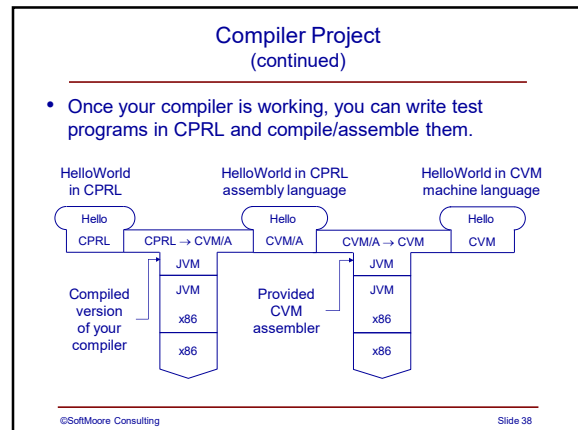 Compiler Project
(continued)
• Once your compiler is working, you can write test
programs in CPRL and compile/assemble them.
HelloWorld
in CPRL
HelloWorld in CPRL
assembly language
HelloWorld in CVM
machine language
Hello
CPRL
CPRL → CVM/A
Hello
CVM/A
CVM/A → CVM
Hello
CVM
JVM
JVM
x86
x86
Compiled
version
of your
compiler
JVM
JVM
x86
x86
Provided
CVM
assembler
©SoftMoore Consulting
Slide 38